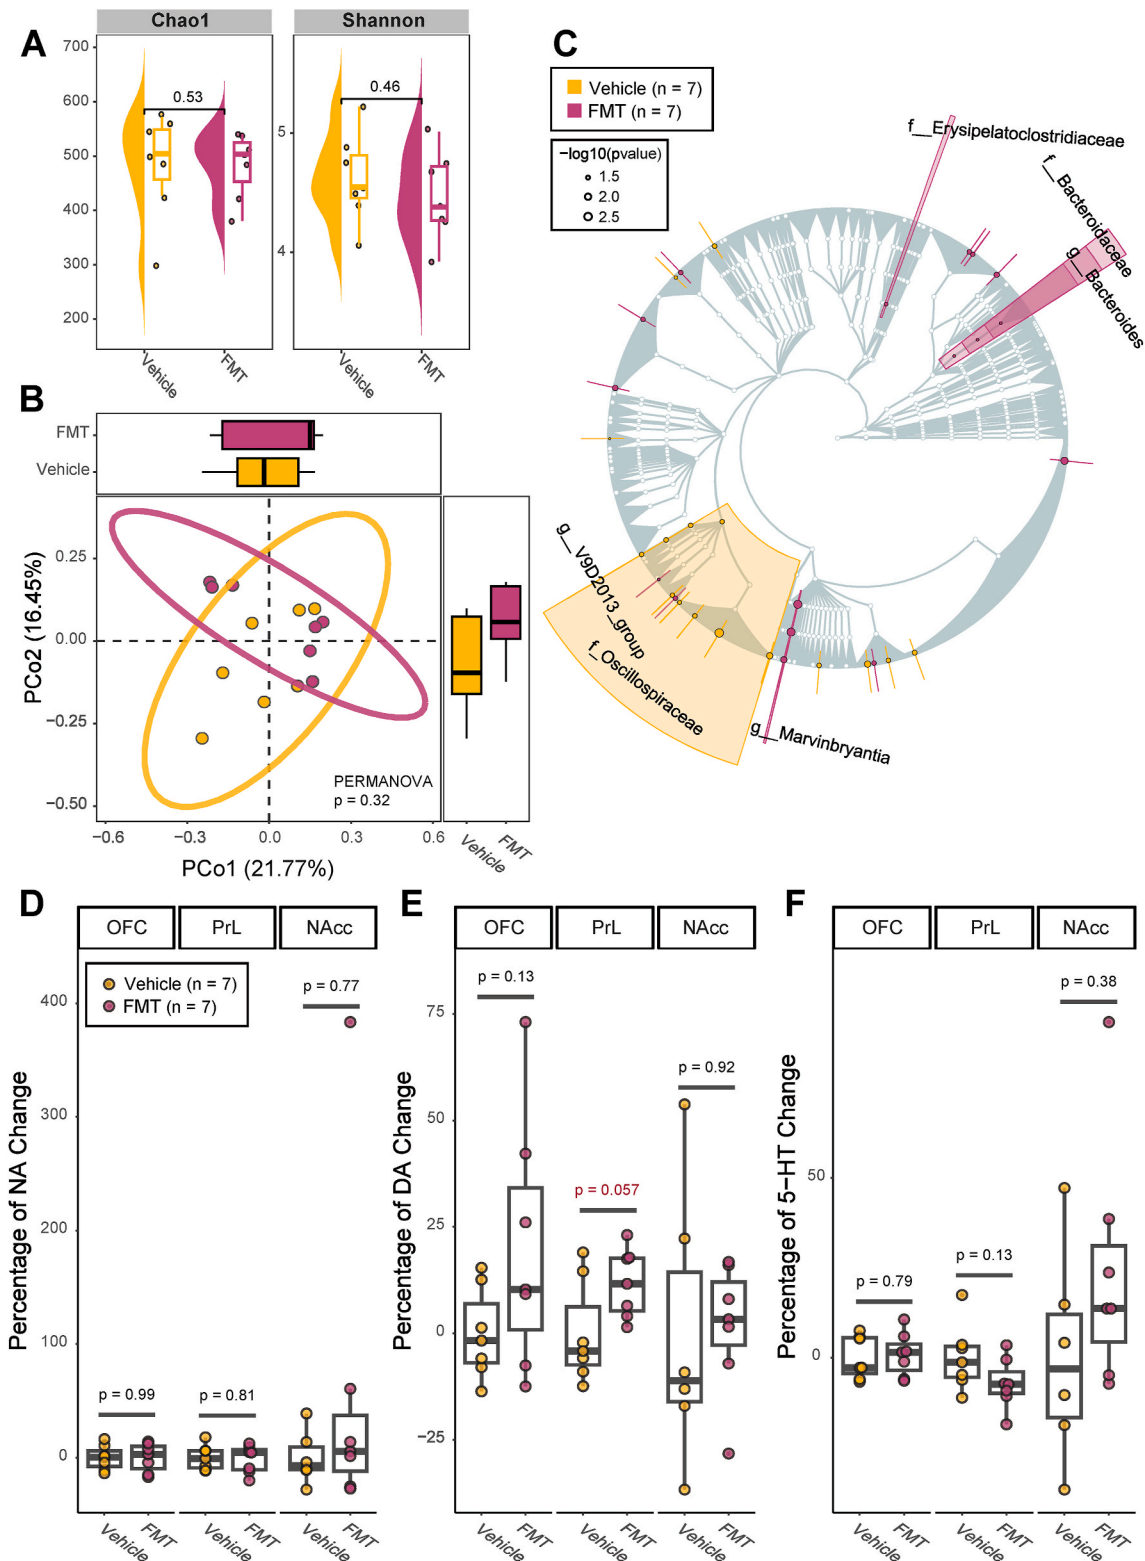 A
Chao1
Shannon
700
600
500
400
300
200
0.53
5
4
0.46
Vehicle
FMT
Vehicle
FMT
C
Vehicle (n = 7)
FMT (n = 7)
−log10(pvalue)
1.5
2.0
2.5
f__Erysipelatoclostridiaceae
f__Bacteroidaceae
g__Bacteroides
g__V9D2013_group
f_Oscillospiraceae
g__Marvinbryantia
B
FMT
Vehicle
PCo2 (16.45%)
0.25
0.00
−0.25
−0.50
PERMANOVA
p = 0.32
−0.6
−0.3
0.0
0.3
0.6
PCo1 (21.77%)
Vehicle
FMT
D
OFC
PrL
NAcc
Vehicle (n = 7)
FMT (n = 7)
Percentage of NA Change
400
300
200
100
0
p = 0.99
p = 0.81
p = 0.77
Vehicle
FMT
Vehicle
FMT
Vehicle
FMT
E
OFC
PrL
NAcc
Percentage of DA Change
75
50
25
0
−25
p = 0.13
p = 0.057
p = 0.92
Vehicle
FMT
Vehicle
FMT
Vehicle
FMT
F
OFC
PrL
NAcc
Percentage of 5−HT Change
50
0
p = 0.79
p = 0.13
p = 0.38
Vehicle
FMT
Vehicle
FMT
Vehicle
FMT